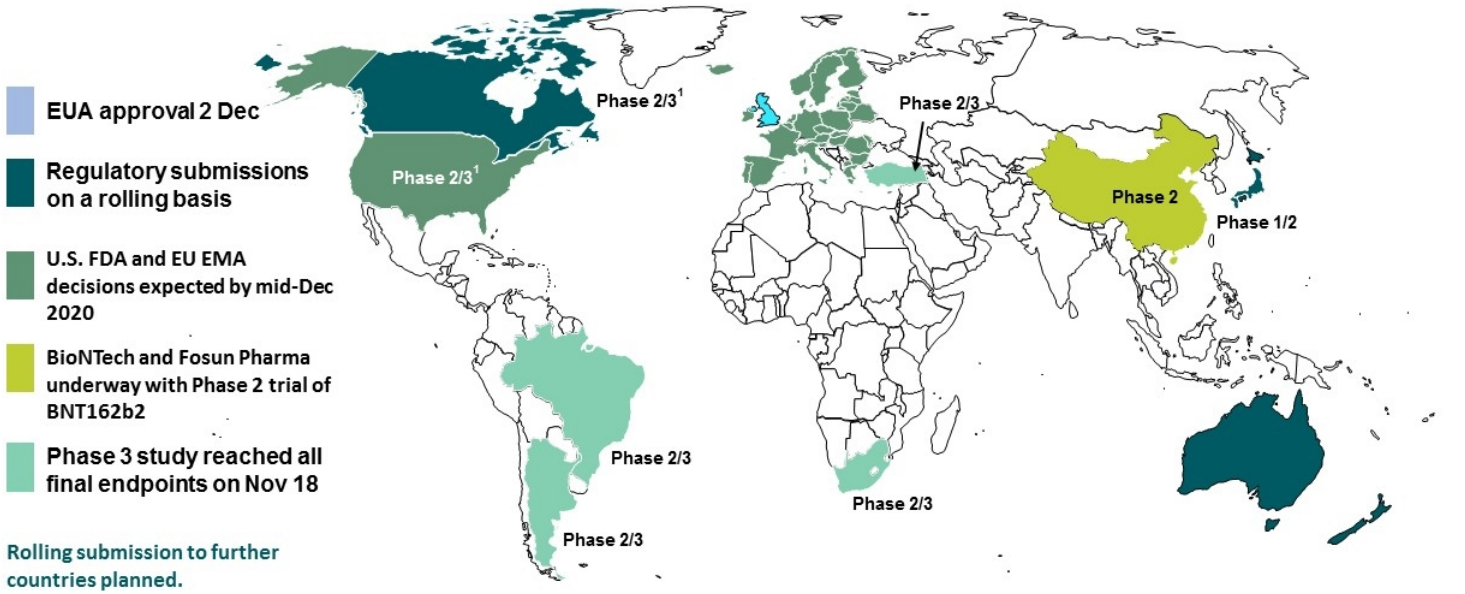 EUA approval 2 Dec
Regulatory submissions
on a rolling basis
U.S. FDA and EU EMA
decisions expected by mid-Dec
2020
BioNTech and Fosun Pharma
underway with Phase 2 trial of
BNT162b2
Phase 3 study reached all
final endpoints on Nov 18
Rolling submission to further
countries planned.
Phase 2/3¹
Phase 2/3¹
Phase 2/3
Phase 2
Phase 1/2
Phase 2/3
Phase 2/3
Phase 2/3